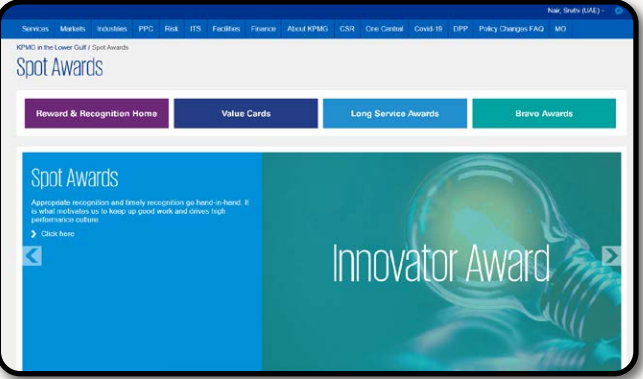 Nair, Sruthi (UAE) -
Services Markets Industries PPC Risk ITS Facilities Finance About KPMG CSR One Central Covid-19 DPP Policy Changes FAQ MO
KPMG in the Lower Gulf / Spot Awards
Spot Awards
Reward & Recognition Home Value Cards Long Service Awards Bravo Awards
Spot Awards
Appropriate recognition and timely recognition go hand-in-hand. It
is what motivates us to keep up good work and drives high
performance culture.
Click here
Innovator Award